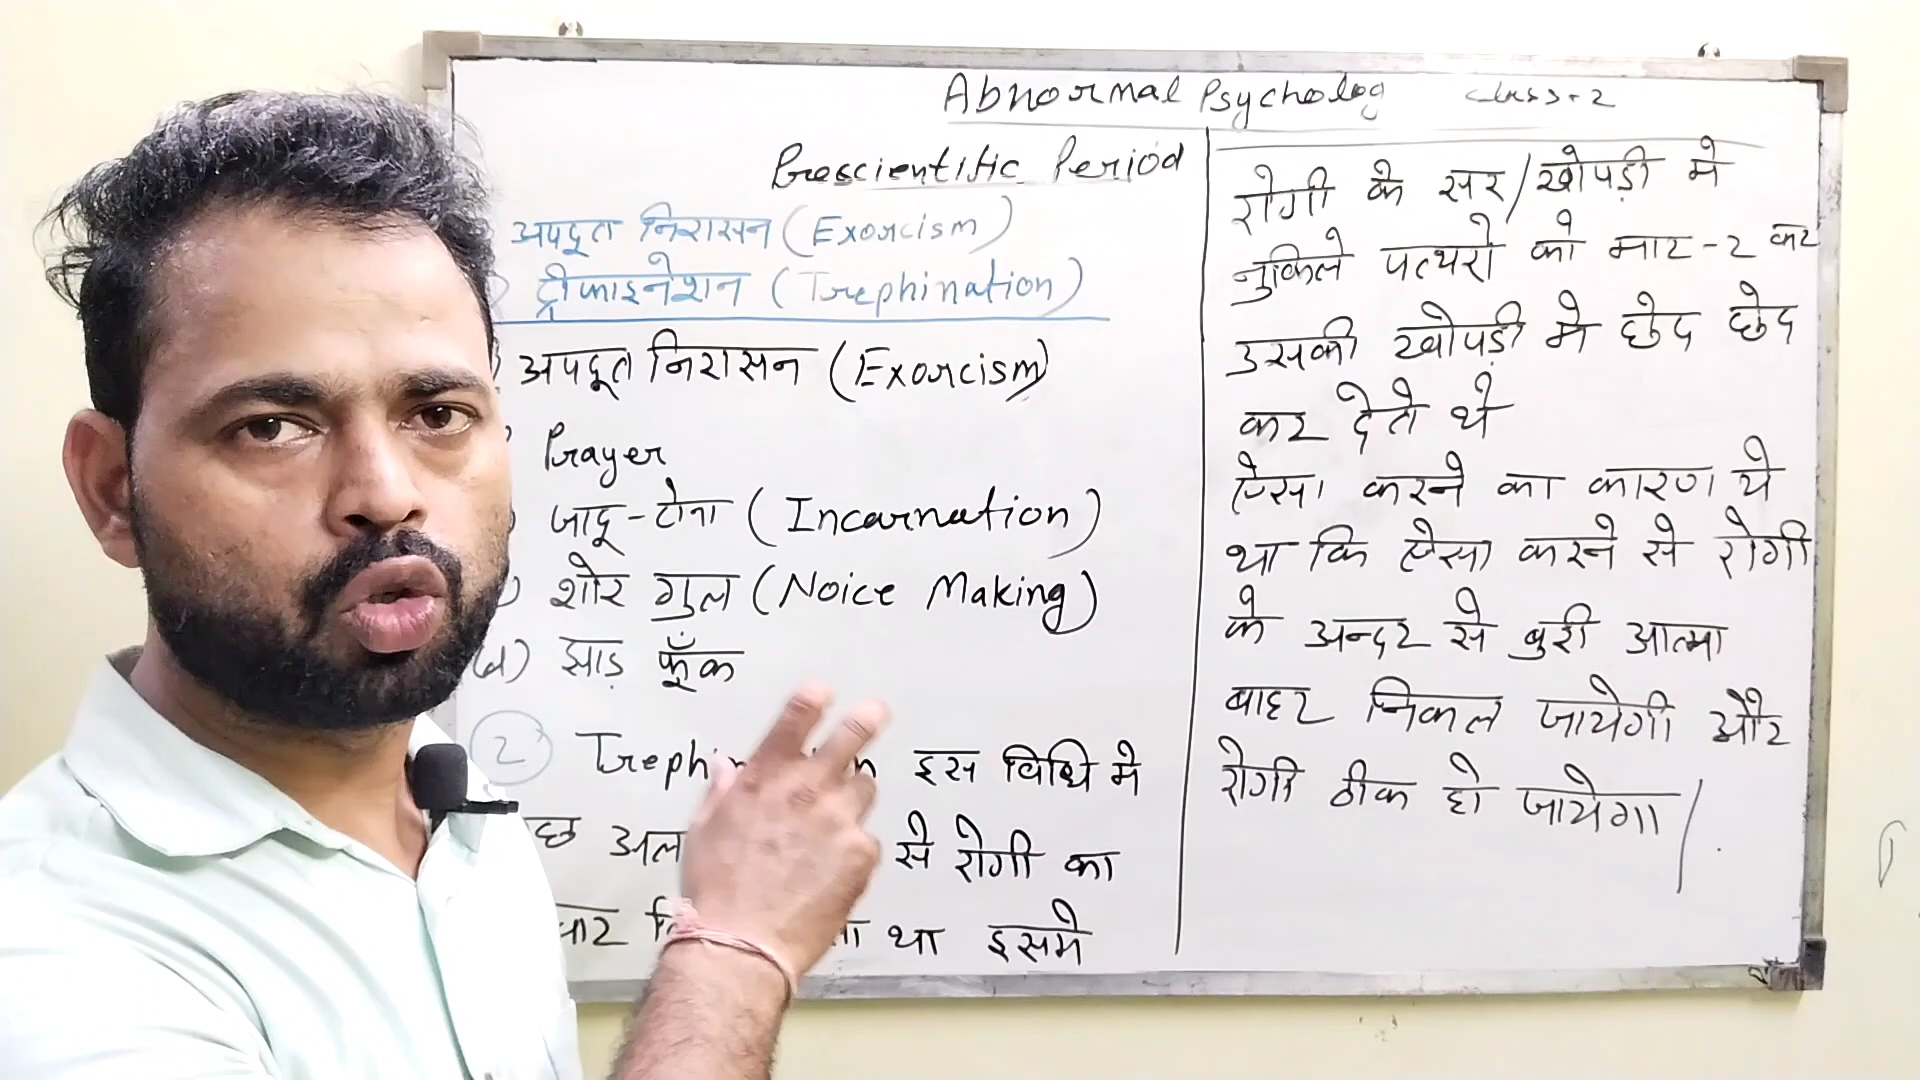 Abnormal Psycholog class-2
Prescientific Period
अपदूत निरासन (Exorcism)
ट्रीफाइनेशन (Trephination)
अपदूत निरासन (Exorcism)
Prayer
जादू-टोना (Incarnation)
शोर गुल (Noice Making)
(d) झाड़ फूँक
2 इस विधि मे
से रोगी का
था इसमे
रोगी के सर/खोपड़ी मे
नुकिले पत्थरो को मार-2 कर
उसकी खोपड़ी मे छेद छेद
कर देते थे
ऐसा करने का कारण ये
था कि ऐसा करने से रोगी
के अन्दर से बुरी आत्मा
बाहर निकल जायेगी और
रोगी ठीक हो जायेगा/